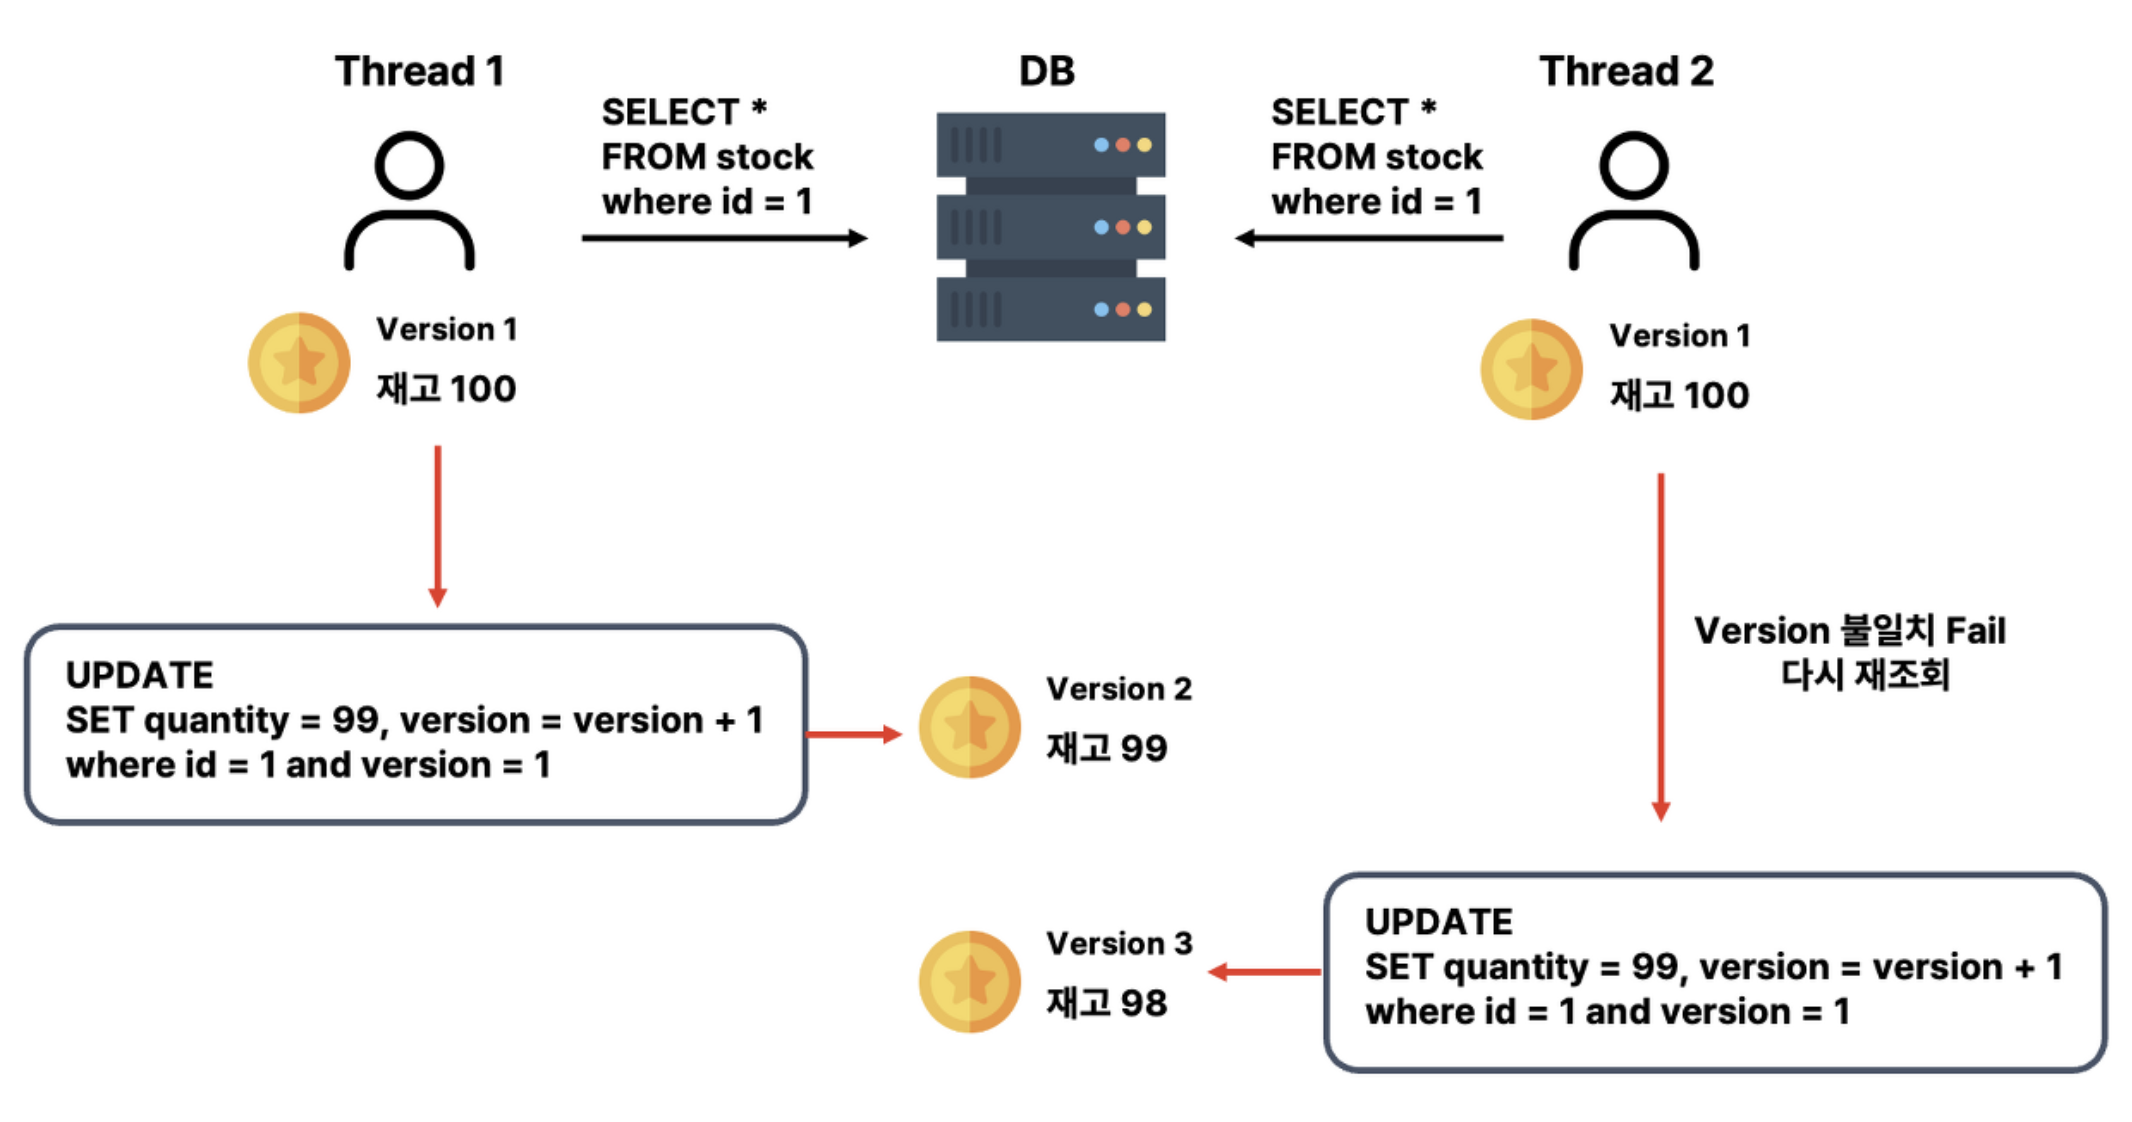 Thread 1
SELECT *
FROM stock
where id = 1
DB
SELECT *
FROM stock
where id = 1
Thread 2
Version 1
재고 100
Version 1
재고 100
UPDATE
SET quantity = 99, version = version + 1
where id = 1 and version = 1
Version 2
재고 99
Version 불일치 Fail
다시 재조회
Version 3
재고 98
UPDATE
SET quantity = 99, version = version + 1
where id = 1 and version = 1